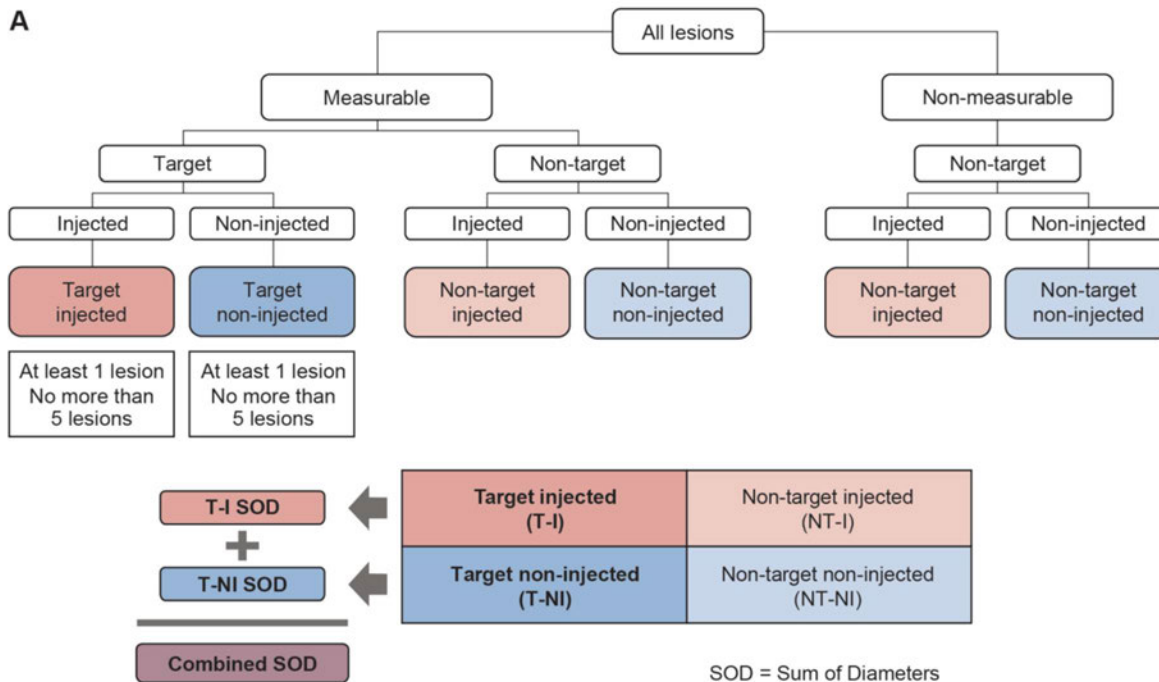 A
All lesions
Measurable
Non-measurable
Target
Non-target
Non-target
Injected
Non-injected
Injected
Non-injected
Injected
Non-injected
Target
injected
Target
non-injected
Non-target
injected
Non-target
non-injected
Non-target
injected
Non-target
non-injected
At least 1 lesion
No more than
5 lesions
At least 1 lesion
No more than
5 lesions
T-I SOD
+
T-NI SOD
Combined SOD
Target injected
(T-I)
Non-target injected
(NT-I)
Target non-injected
(T-NI)
Non-target non-injected
(NT-NI)
SOD = Sum of Diameters